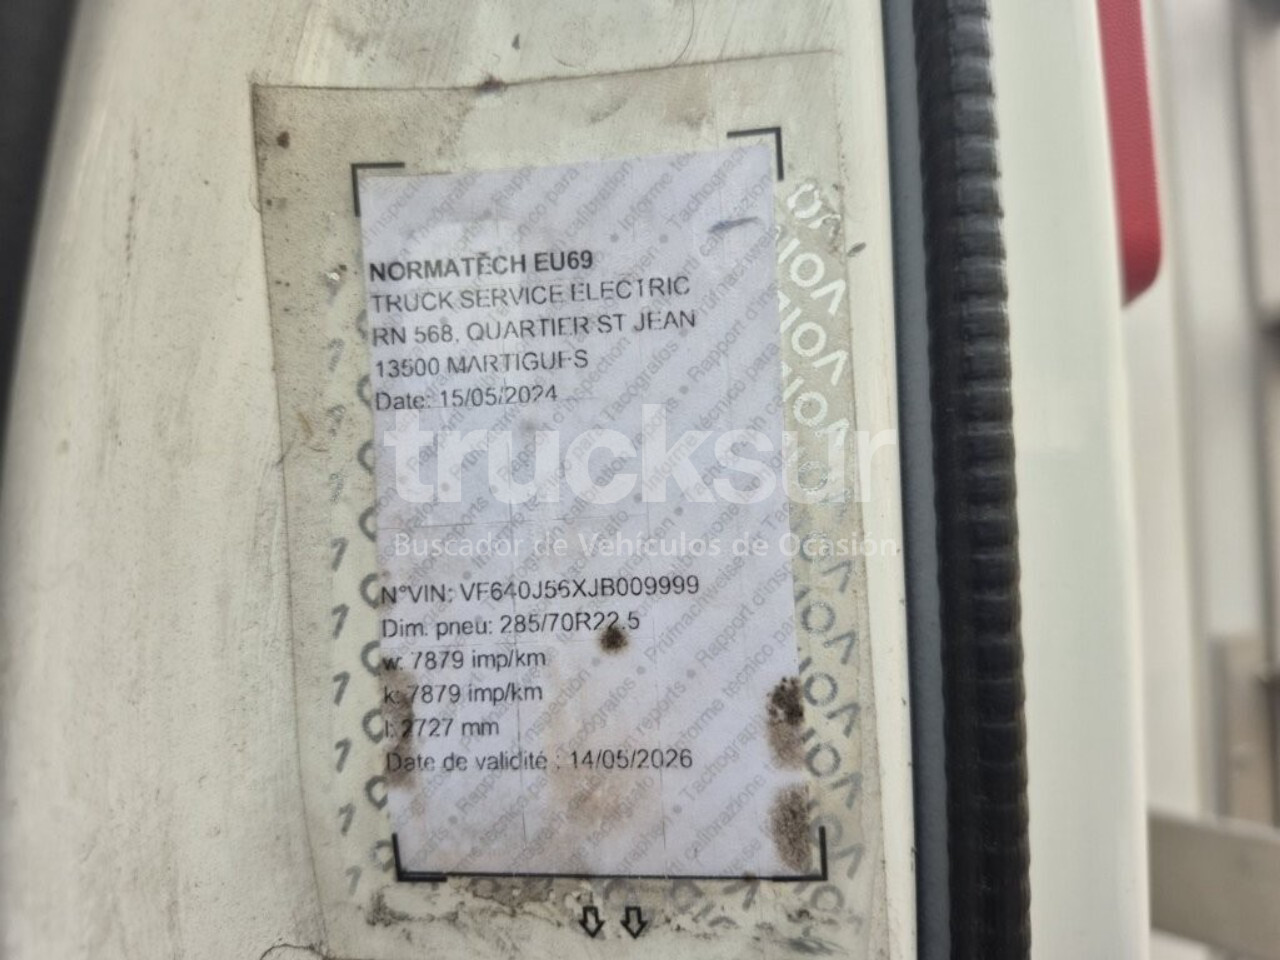 NORMATECH EU69
TRUCK SERVICE ELECTRIC
RN 568, QUARTIER ST JEAN
13500 MARTIGUES
Date: 15/05/2024
trucksur
Buscador de Vehículos de Ocasión
N°VIN: VF640J56XJB009999
Dim. pneu: 285/70R22.5
w: 7879 imp/km
k: 7879 imp/km
l: 2727 mm
Date de validité : 14/05/2026